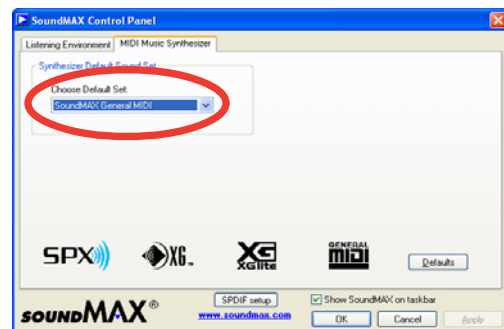 SoundMAX Control Panel
Listening Environment MIDI Music Synthesizer
Synthesizer Default Sound Set
Choose Default Set:
SoundMAX General MIDI
SPX XG XG lite GENERAL MIDI Defaults
SPDIF setup Show SoundMAX on taskbar
SOUNDMAX® www.soundmax.com OK Cancel Apply